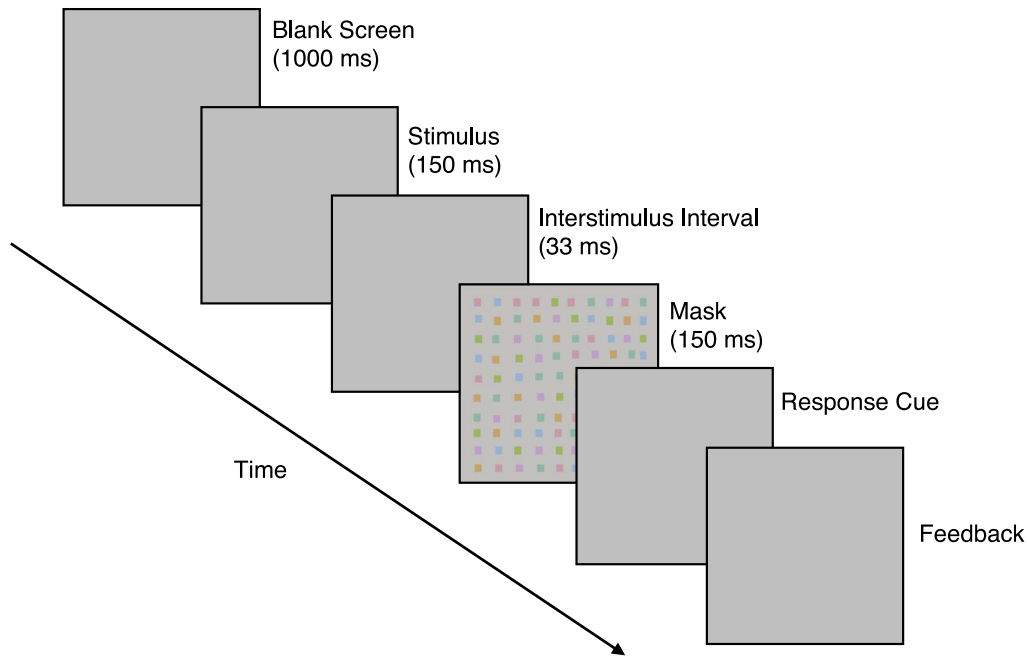 Blank Screen
(1000 ms)
Stimulus
(150 ms)
Interstimulus Interval
(33 ms)
Mask
(150 ms)
Response Cue
Time
Feedback